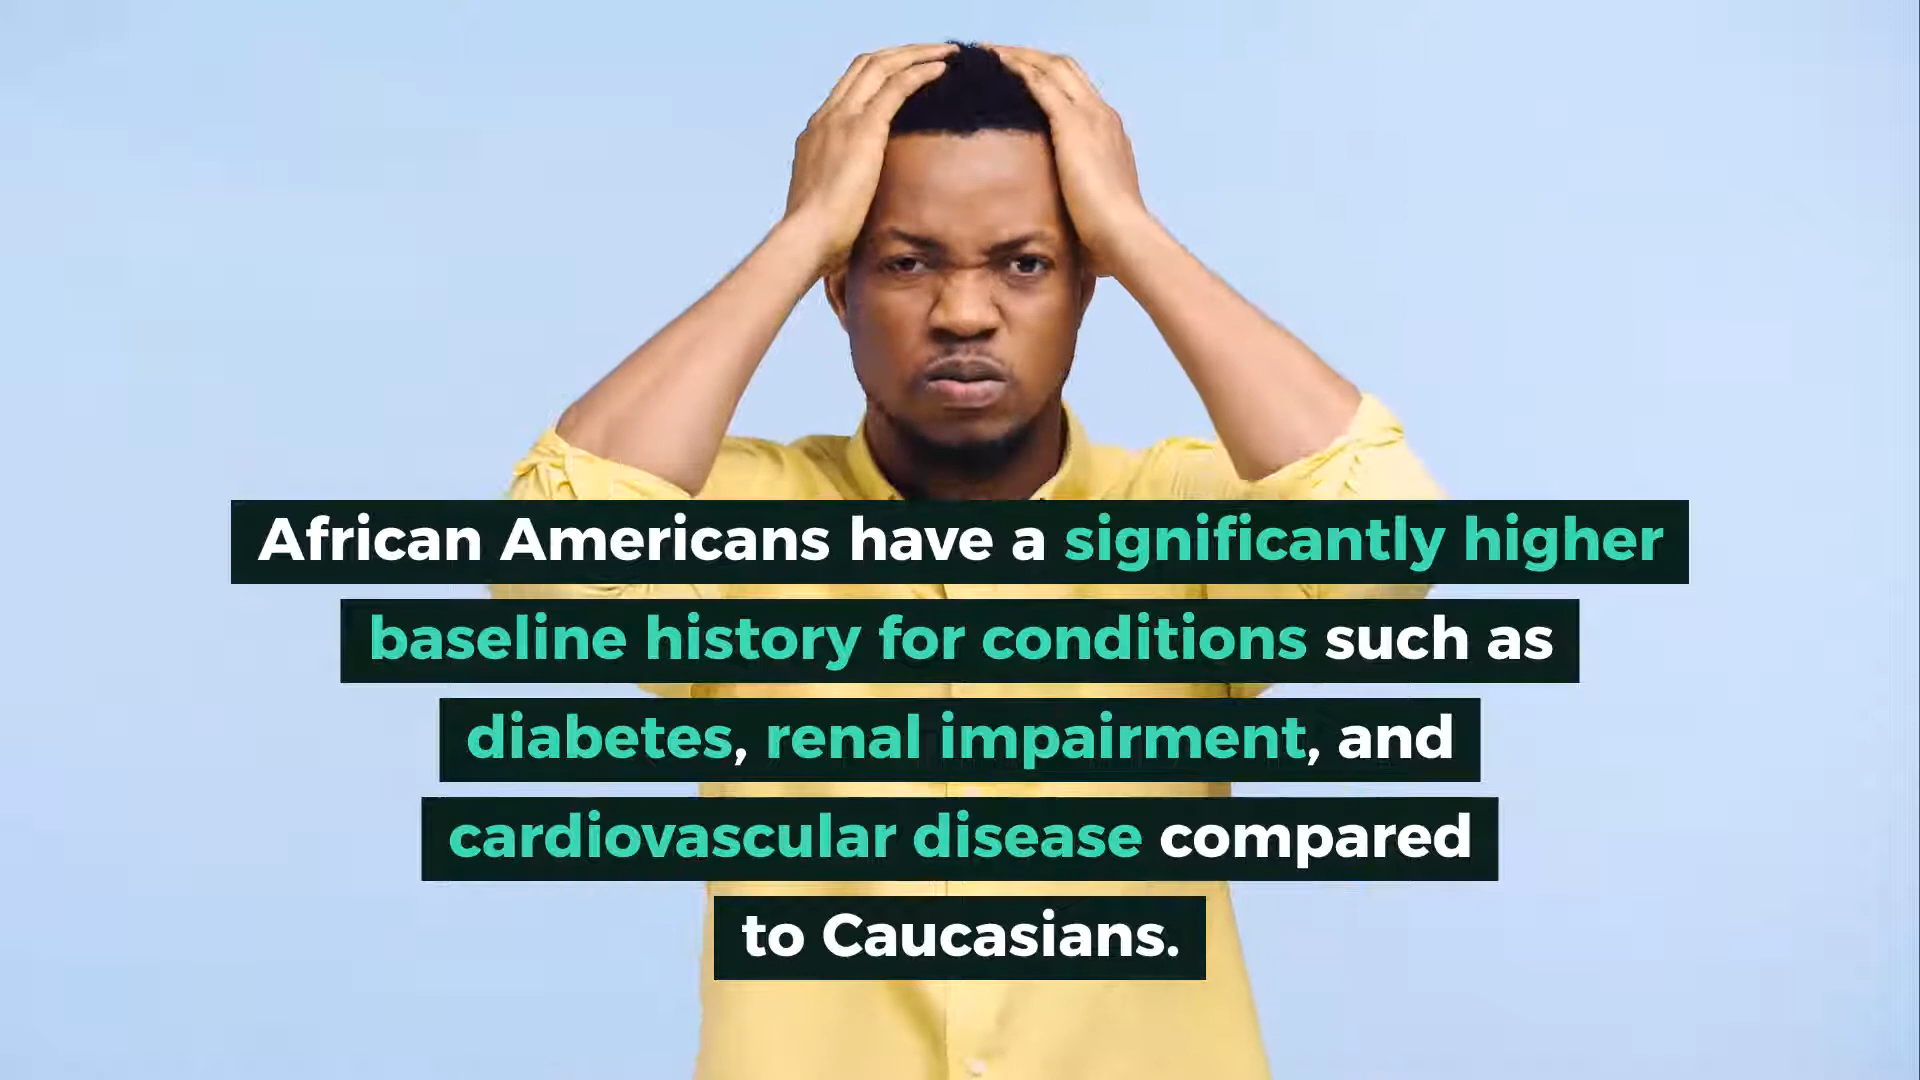 African Americans have a significantly higher
baseline history for conditions such as
diabetes, renal impairment, and
cardiovascular disease compared
to Caucasians.